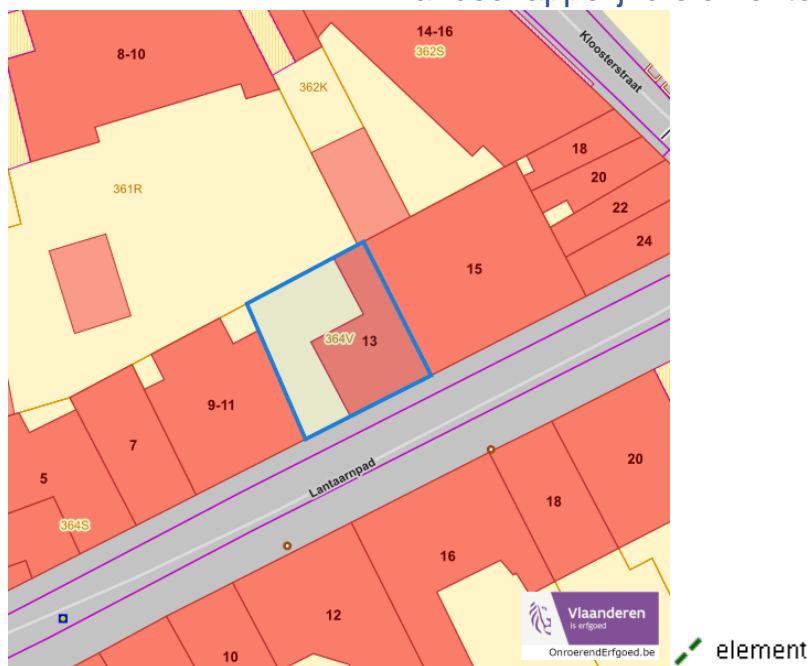 8-10
14-16
362S
Kloosterstraat
362K
18
20
22
24
361R
15
364V
13
9-11
7
5
364S
Lantaarnpad
20
18
16
12
10
Vlaanderen
is erfgoed
OnroerendErfgoed.be
element